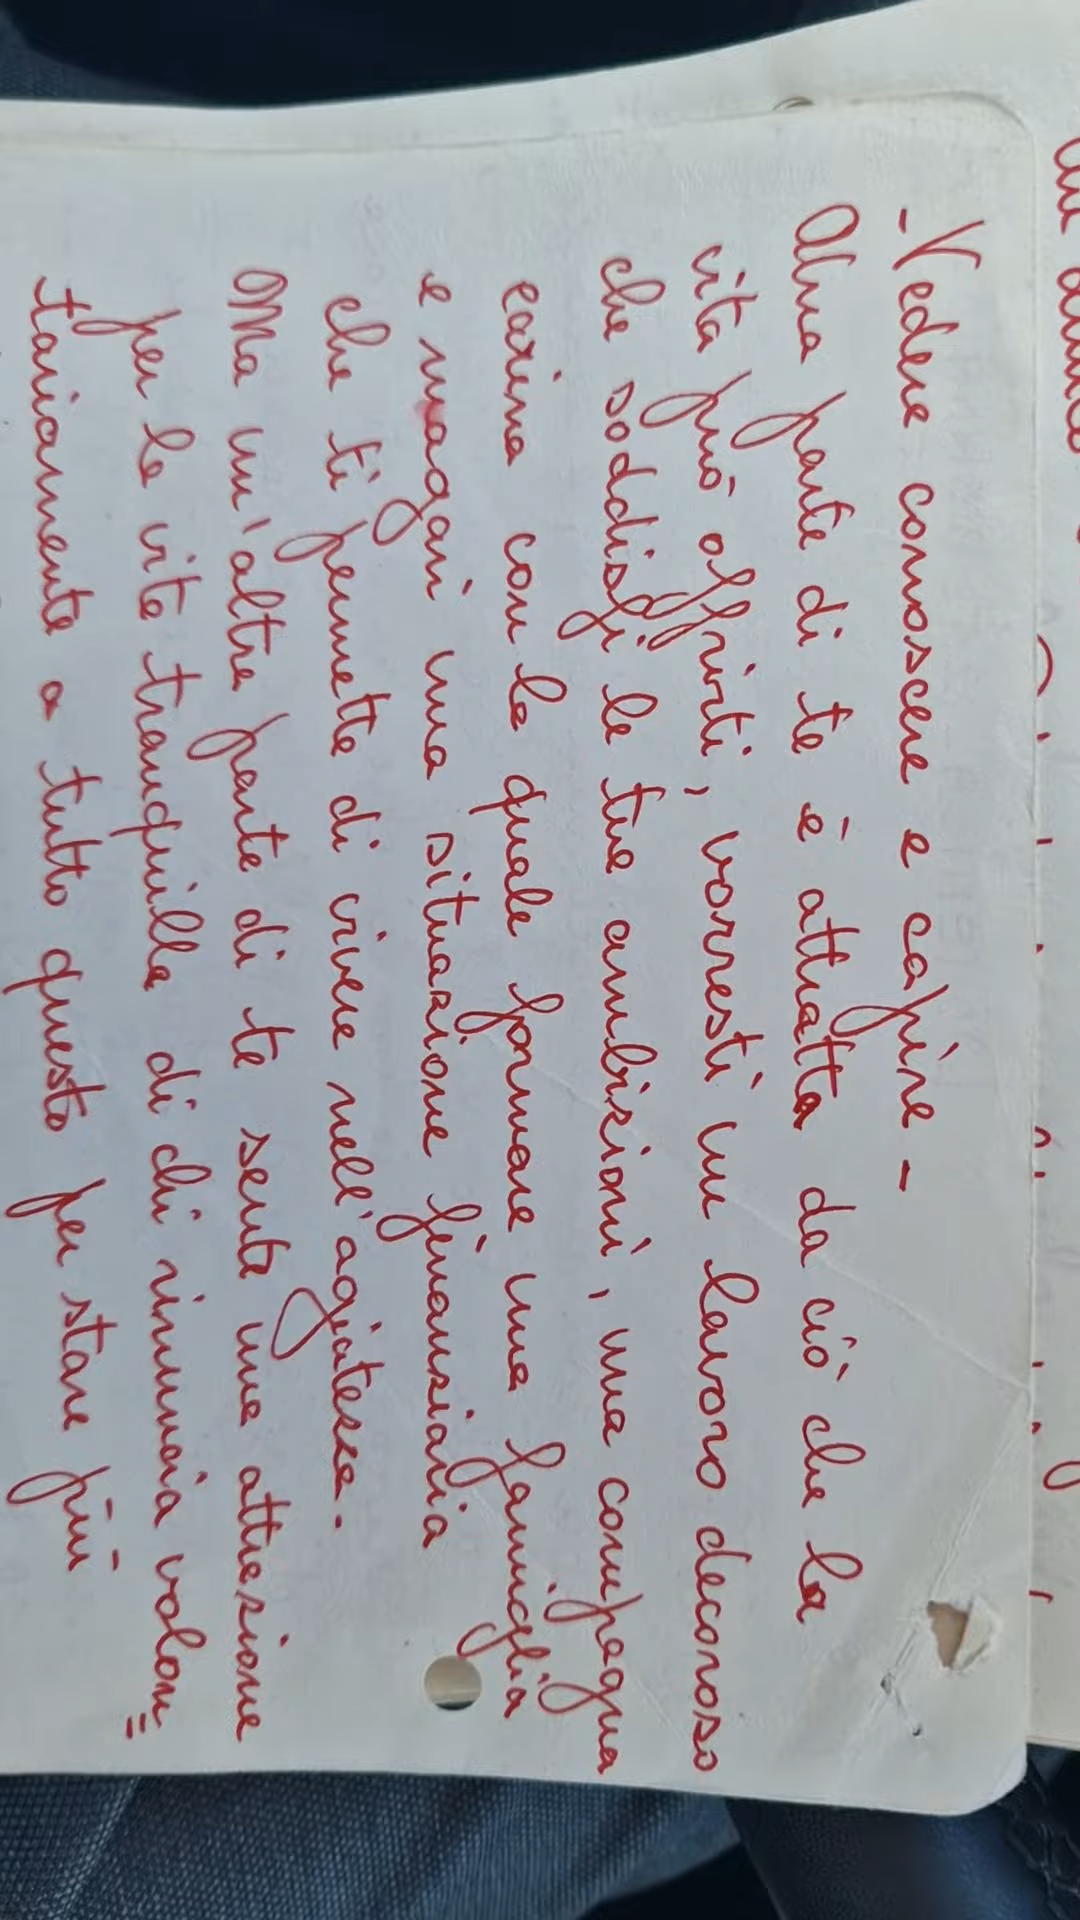 - Vedere conoscere e capire -
Una parte di te è attratta da ciò che la
vita può offrirti, vorresti un lavoro decoroso
che soddisfi le tue ambizioni, una compagna
carina con la quale formare una famiglia
e magari una situazione finanziaria
che ti permette di vivere nell'agiatezza.
Ma un'altra parte di te sente una attrazione
per la vita tranquilla di chi rinuncia volon=
tariamente a tutto questo per stare più